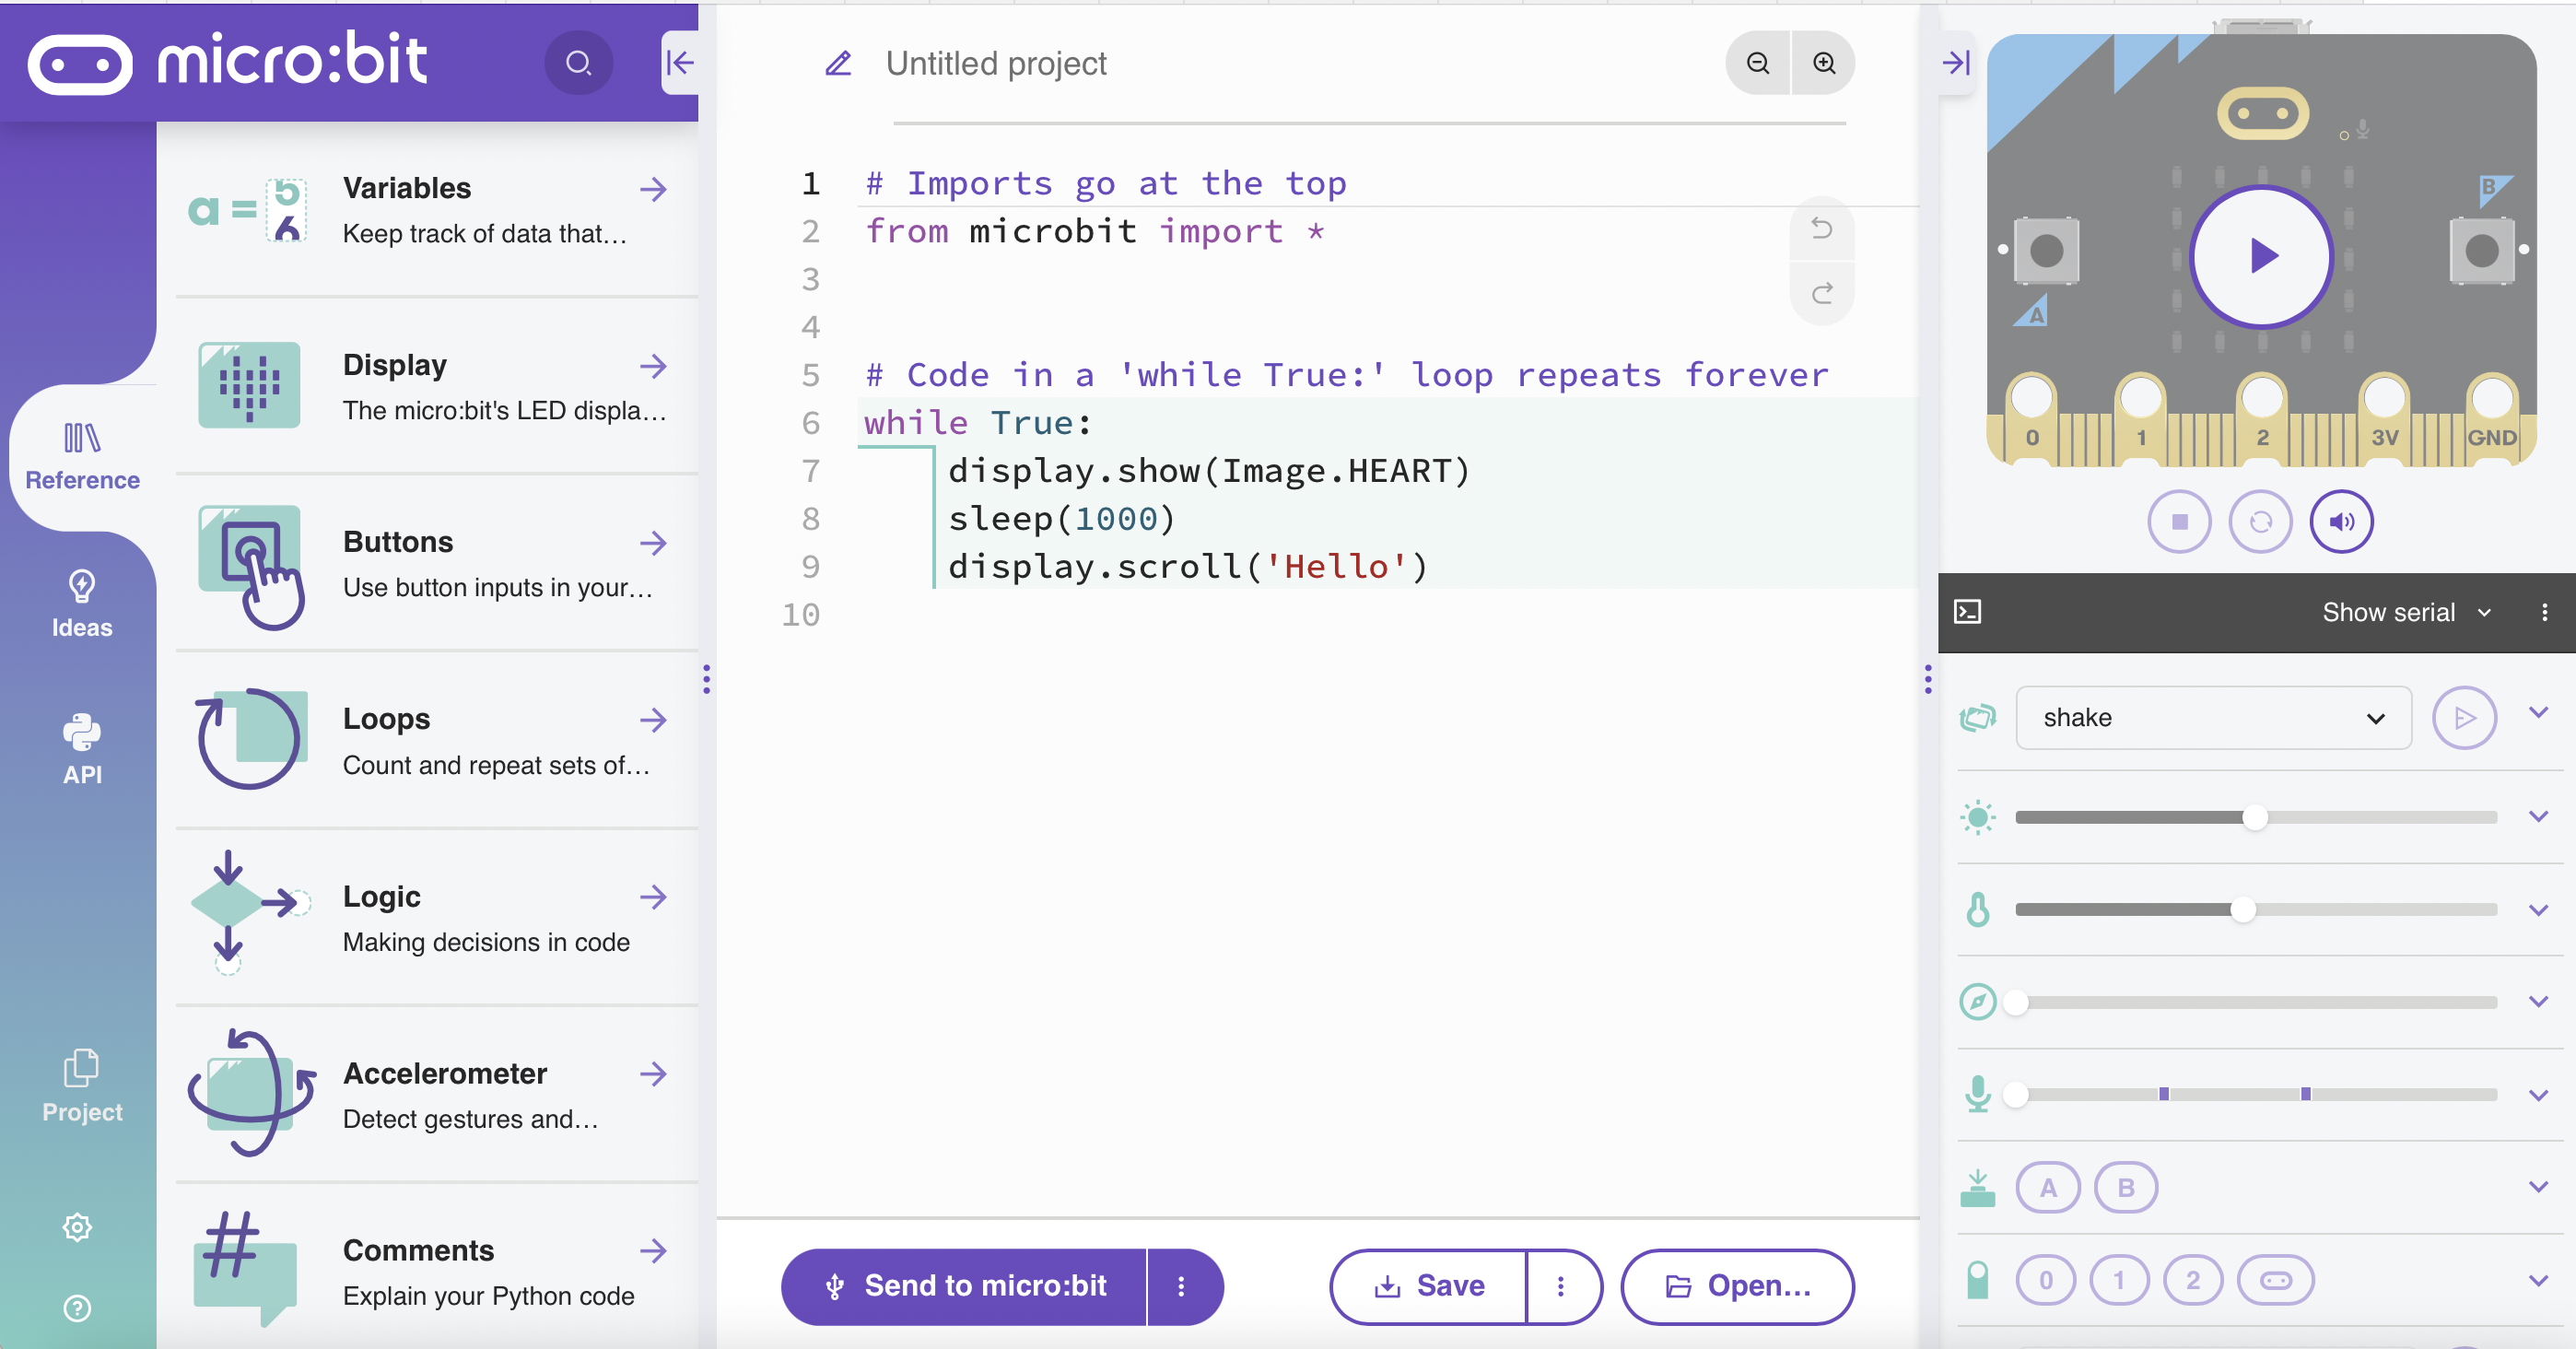 micro:bit
Reference
Ideas
API
Project
a = 5
6
Variables
Keep track of data that…
Display
The micro:bit's LED displa…
Buttons
Use button inputs in your…
Loops
Count and repeat sets of…
Logic
Making decisions in code
Accelerometer
Detect gestures and…
#
Comments
Explain your Python code
Untitled project
1 # Imports go at the top
2 from microbit import *
3
4
5 # Code in a 'while True:' loop repeats forever
6 while True:
7 display.show(Image.HEART)
8 sleep(1000)
9 display.scroll('Hello')
10
Send to micro:bit
Save
Open...
B
A
0 1 2 3V GND
Show serial
shake
A B
0 1 2